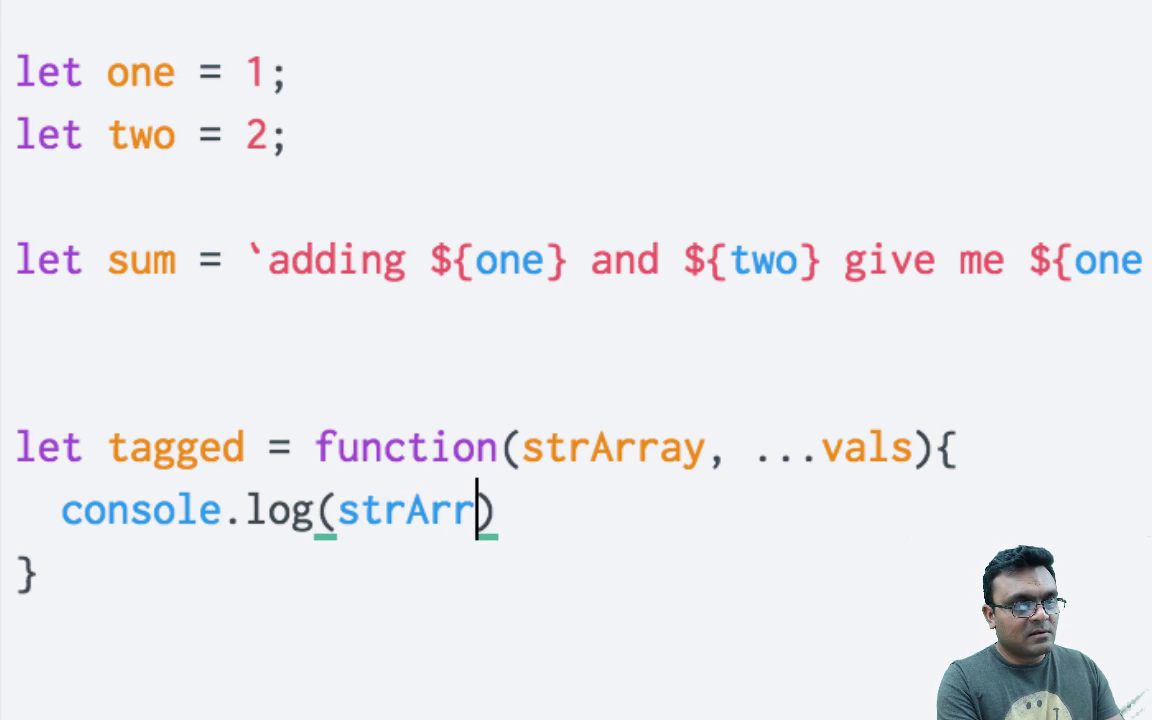 let one = 1;
let two = 2;
let sum = `adding ${one} and ${two} give me ${one
let tagged = function(strArray, ...vals){
console.log(strArr)
}